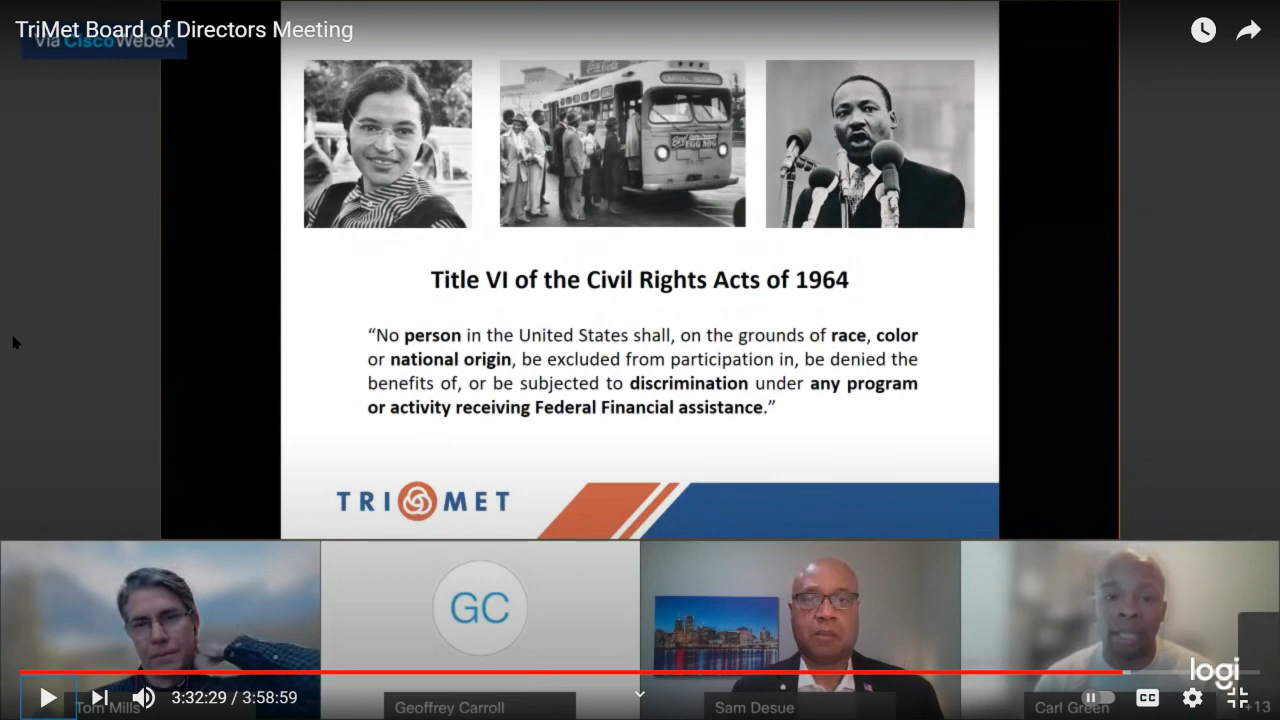 TriMet Board of Directors Meeting
Via Cisco Webex
Title VI of the Civil Rights Acts of 1964
“No person in the United States shall, on the grounds of race, color
or national origin, be excluded from participation in, be denied the
benefits of, or be subjected to discrimination under any program
or activity receiving Federal Financial assistance.”
TRI MET
GC
logi
3:32:29 / 3:58:59
CC
Tom Mills
Geoffrey Carroll
Sam Desue
Carl Green
+13